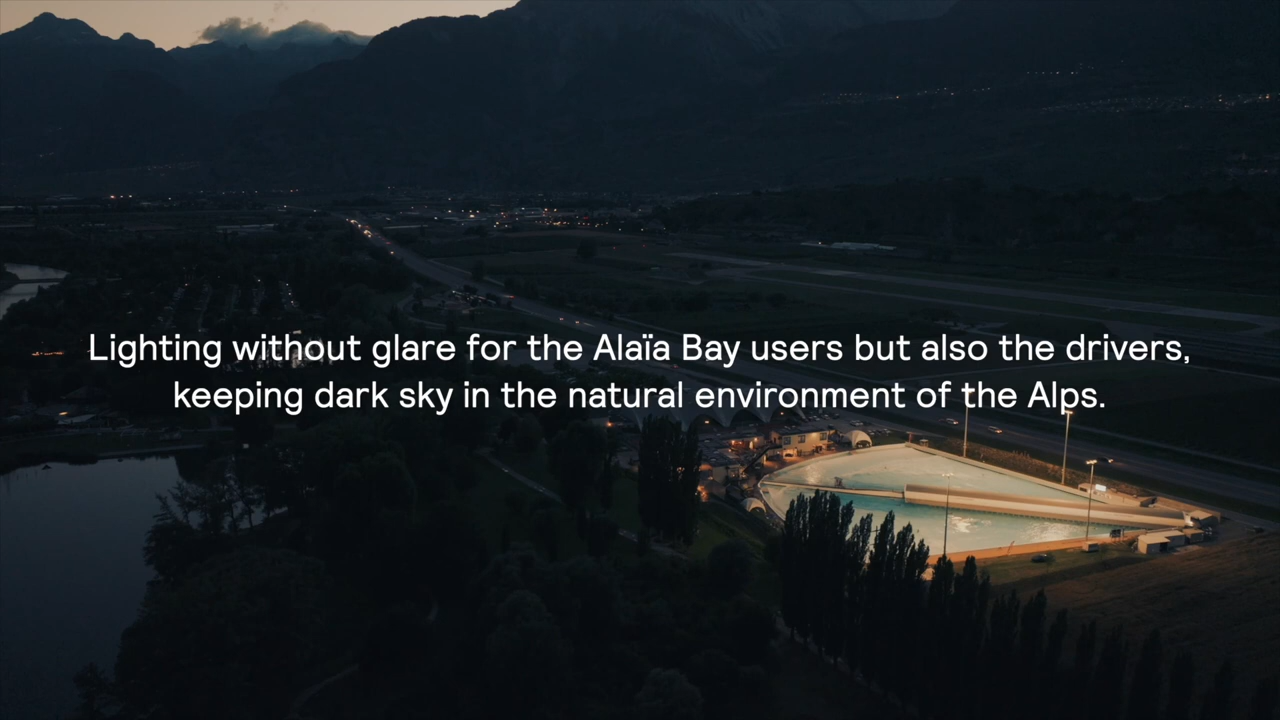 Lighting without glare for the Alaïa Bay users but also the drivers,
keeping dark sky in the natural environment of the Alps.